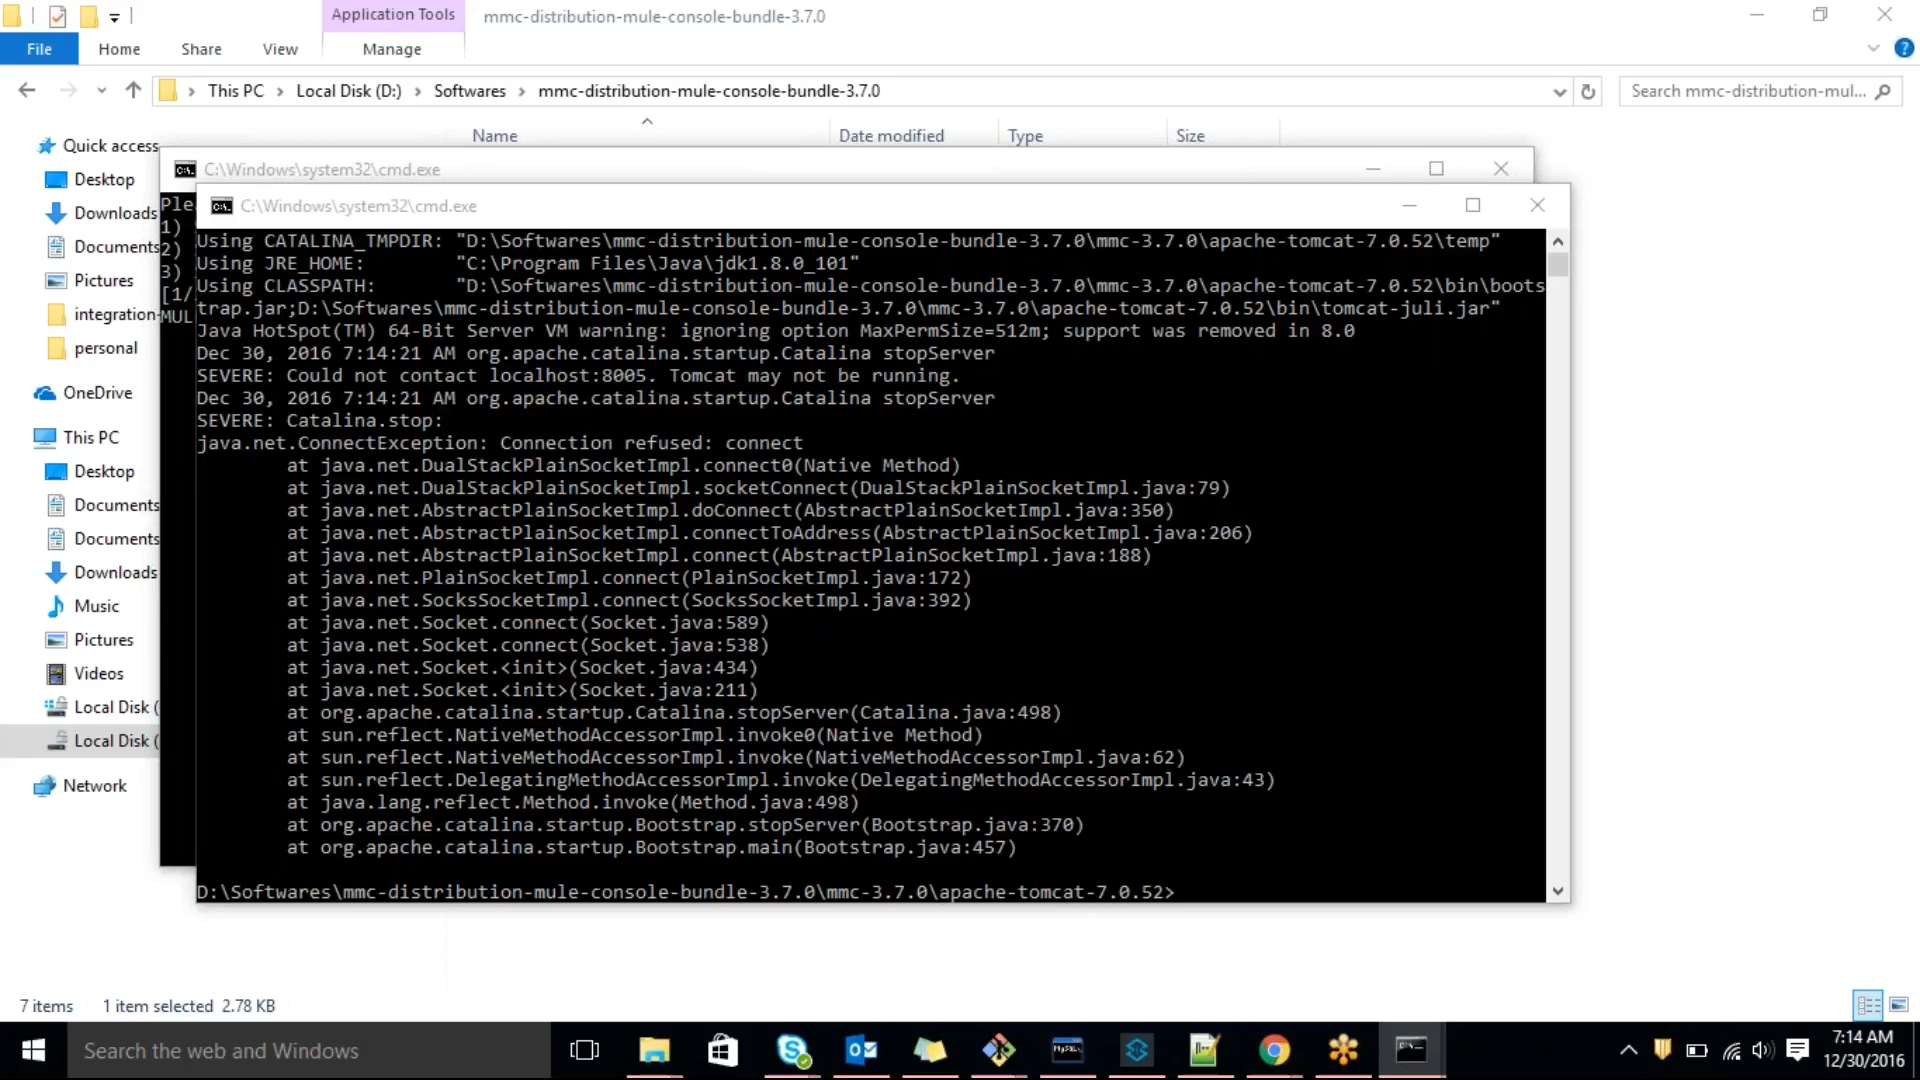 Application Tools
mmc-distribution-mule-console-bundle-3.7.0
File
Home
Share
View
Manage
This PC
Local Disk (D:)
Softwares
mmc-distribution-mule-console-bundle-3.7.0
Search mmc-distribution-mul...
Name
Date modified
Type
Size
Quick access
Desktop
Downloads
Documents
Pictures
integration-
personal
OneDrive
This PC
Desktop
Documents
Documents
Downloads
Music
Pictures
Videos
Local Disk (
Local Disk (
Network
C:\Windows\system32\cmd.exe
Ple
1)
2)
3)
[1/
MUL
C:\Windows\system32\cmd.exe
Using CATALINA_TMPDIR: "D:\Softwares\mmc-distribution-mule-console-bundle-3.7.0\mmc-3.7.0\apache-tomcat-7.0.52\temp"
Using JRE_HOME:        "C:\Program Files\Java\jdk1.8.0_101"
Using CLASSPATH:       "D:\Softwares\mmc-distribution-mule-console-bundle-3.7.0\mmc-3.7.0\apache-tomcat-7.0.52\bin\boots
trap.jar;D:\Softwares\mmc-distribution-mule-console-bundle-3.7.0\mmc-3.7.0\apache-tomcat-7.0.52\bin\tomcat-juli.jar"
Java HotSpot(TM) 64-Bit Server VM warning: ignoring option MaxPermSize=512m; support was removed in 8.0
Dec 30, 2016 7:14:21 AM org.apache.catalina.startup.Catalina stopServer
SEVERE: Could not contact localhost:8005. Tomcat may not be running.
Dec 30, 2016 7:14:21 AM org.apache.catalina.startup.Catalina stopServer
SEVERE: Catalina.stop:
java.net.ConnectException: Connection refused: connect
at java.net.DualStackPlainSocketImpl.connect0(Native Method)
at java.net.DualStackPlainSocketImpl.socketConnect(DualStackPlainSocketImpl.java:79)
at java.net.AbstractPlainSocketImpl.doConnect(AbstractPlainSocketImpl.java:350)
at java.net.AbstractPlainSocketImpl.connectToAddress(AbstractPlainSocketImpl.java:206)
at java.net.AbstractPlainSocketImpl.connect(AbstractPlainSocketImpl.java:188)
at java.net.PlainSocketImpl.connect(PlainSocketImpl.java:172)
at java.net.SocksSocketImpl.connect(SocksSocketImpl.java:392)
at java.net.Socket.connect(Socket.java:589)
at java.net.Socket.connect(Socket.java:538)
at java.net.Socket.<init>(Socket.java:434)
at java.net.Socket.<init>(Socket.java:211)
at org.apache.catalina.startup.Catalina.stopServer(Catalina.java:498)
at sun.reflect.NativeMethodAccessorImpl.invoke0(Native Method)
at sun.reflect.NativeMethodAccessorImpl.invoke(NativeMethodAccessorImpl.java:62)
at sun.reflect.DelegatingMethodAccessorImpl.invoke(DelegatingMethodAccessorImpl.java:43)
at java.lang.reflect.Method.invoke(Method.java:498)
at org.apache.catalina.startup.Bootstrap.stopServer(Bootstrap.java:370)
at org.apache.catalina.startup.Bootstrap.main(Bootstrap.java:457)
D:\Softwares\mmc-distribution-mule-console-bundle-3.7.0\mmc-3.7.0\apache-tomcat-7.0.52>
7 items
1 item selected 2.78 KB
Search the web and Windows
7:14 AM
12/30/2016